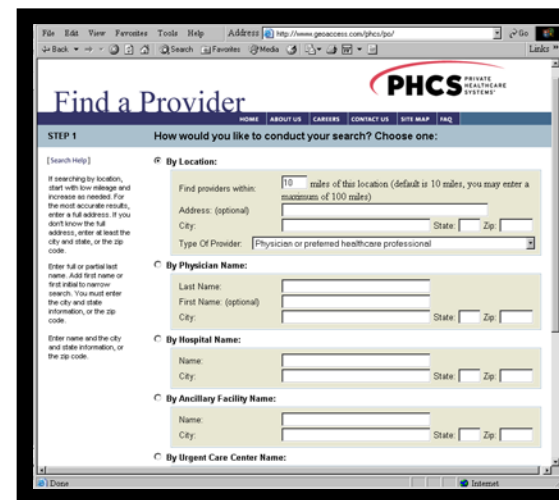 File Edit View Favorites Tools Help Address http://www.geoaccess.com/phcs/po/ Go
Back Search Favorites Media Links »
PHCS PRIVATE HEALTHCARE SYSTEMS
Find a Provider
HOME ABOUT US CAREERS CONTACT US SITE MAP FAQ
STEP 1 How would you like to conduct your search? Choose one:
[Search Help]
If searching by location,
start with low mileage and
increase as needed. For
the most accurate results,
enter a full address. If you
don't know the full
address, enter at least the
city and state, or the zip
code.
Enter full or partial last
name. Add first name or
first initial to narrow
search. You must enter
the city and state
information, or the zip
code.
Enter name and the city
and state information, or
the zip code.
By Location:
Find providers within: 10 miles of this location (default is 10 miles, you may enter a
maximum of 100 miles)
Address: (optional)
City: State: Zip:
Type Of Provider: Physician or preferred healthcare professional
By Physician Name:
Last Name:
First Name: (optional)
City: State: Zip:
By Hospital Name:
Name:
City: State: Zip:
By Ancillary Facility Name:
Name:
City: State: Zip:
By Urgent Care Center Name:
Done Internet